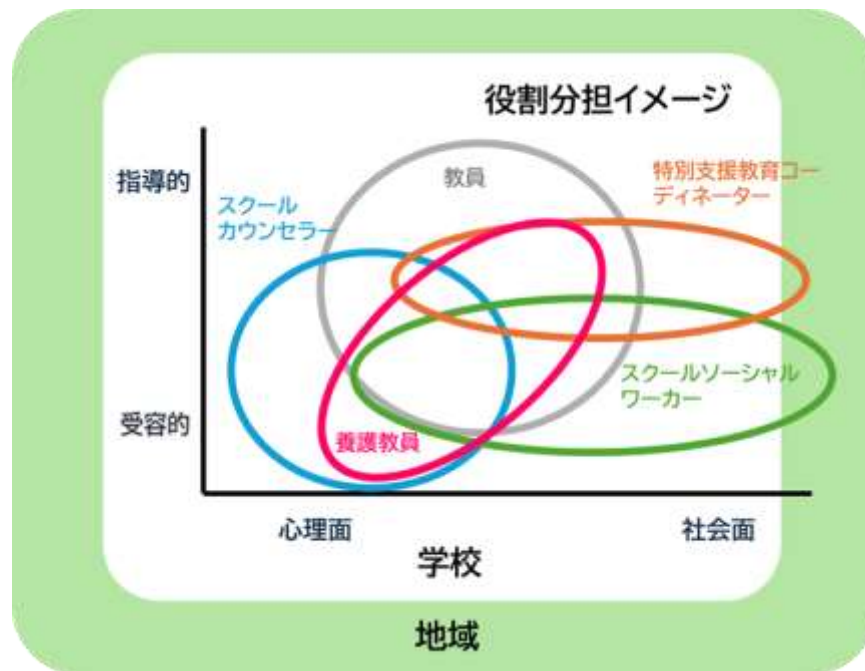 役割分担イメージ
指導的
教員
特別支援教育コー
ディネーター
スクール
カウンセラー
スクールソーシャル
ワーカー
受容的
養護教員
心理面
社会面
学校
地域